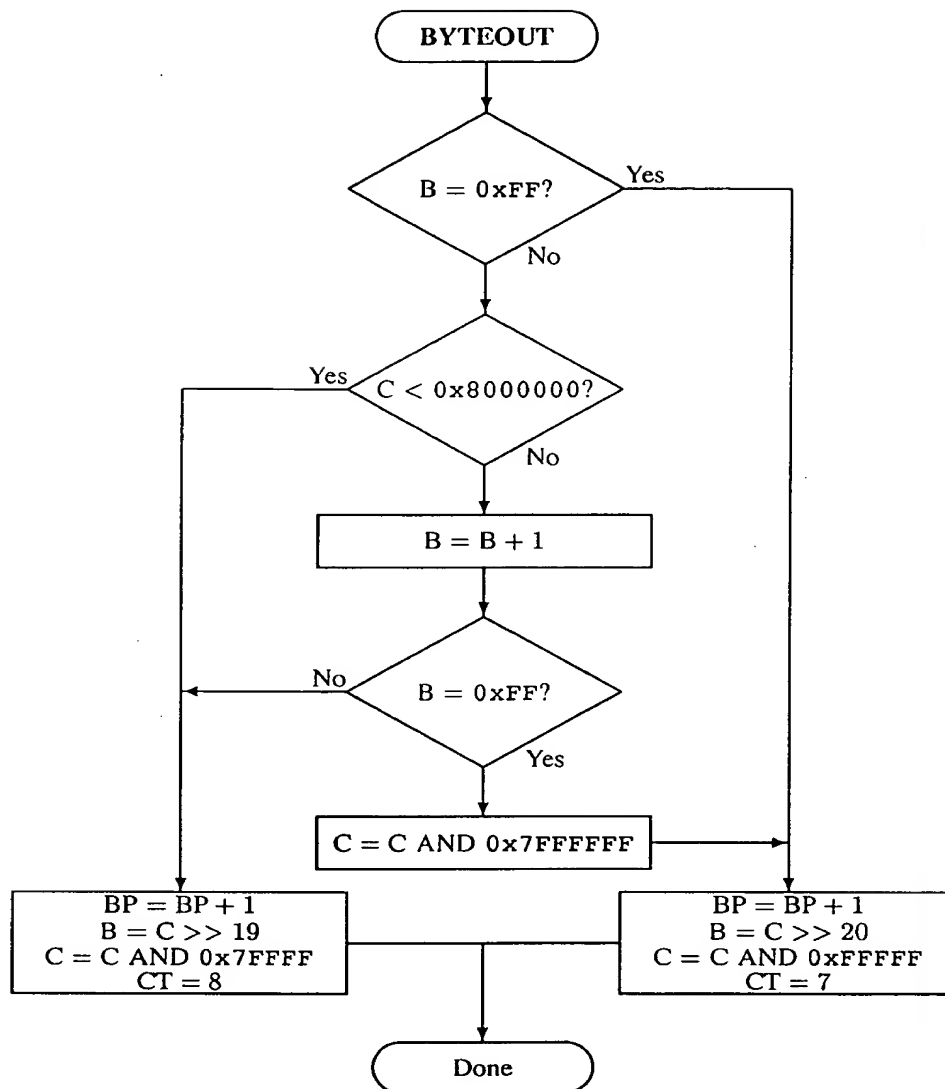 BYTEOUT
B = 0xFF?
Yes
No
C < 0x8000000?
Yes
No
B = B + 1
B = 0xFF?
No
Yes
C = C AND 0x7FFFFFF
BP = BP + 1
B = C >> 19
C = C AND 0x7FFFF
CT = 8
BP = BP + 1
B = C >> 20
C = C AND 0xFFFFF
CT = 7
Done